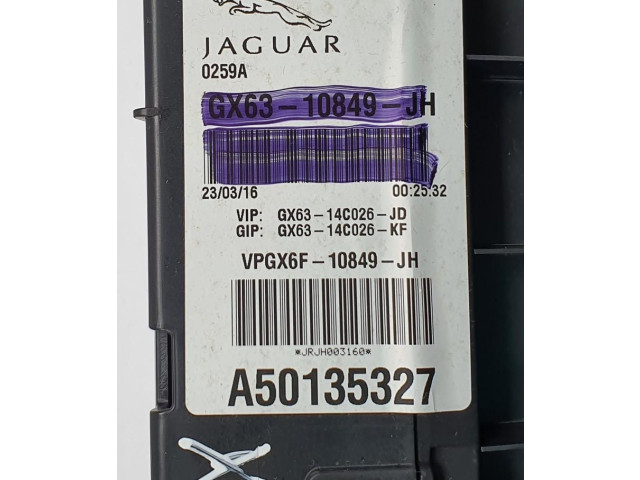 JAGUAR
0259A
GX63-10849-JH
23/03/16 00:25:32
VIP: GX63-14C026-JD
GIP: GX63-14C026-KF
VPGX6F-10849-JH
*JRJH003160*
A50135327